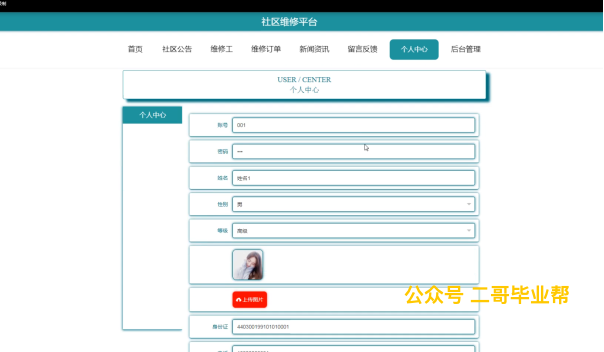 社区维修平台
首页 社区公告 维修工 维修订单 新闻资讯 留言反馈 个人中心 后台管理
USER / CENTER
个人中心
个人中心
账号 001
密码
姓名 姓名1
性别 男
等级
上传图片
公众号 二哥毕业帮
身份证 440300199101010001